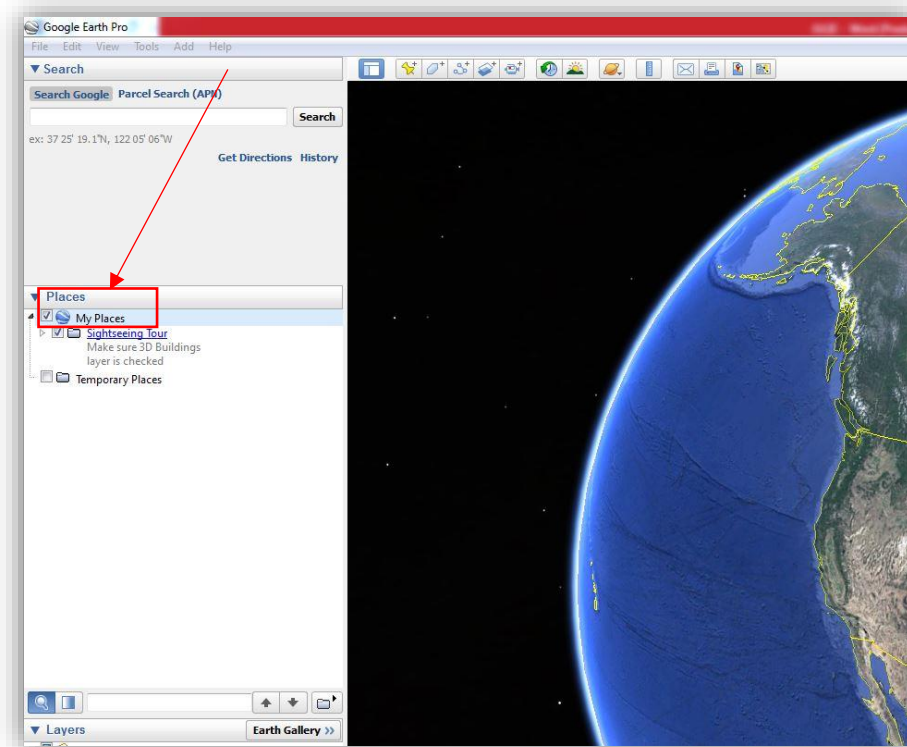 Google Earth Pro
File Edit View Tools Add Help
▼ Search
Search Google Parcel Search (APN)
Search
ex: 37 25' 19.1"N, 122 05' 06"W
Get Directions History
▼ Places
My Places
Sightseeing Tour
Make sure 3D Buildings
layer is checked
Temporary Places
▼ Layers Earth Gallery >>